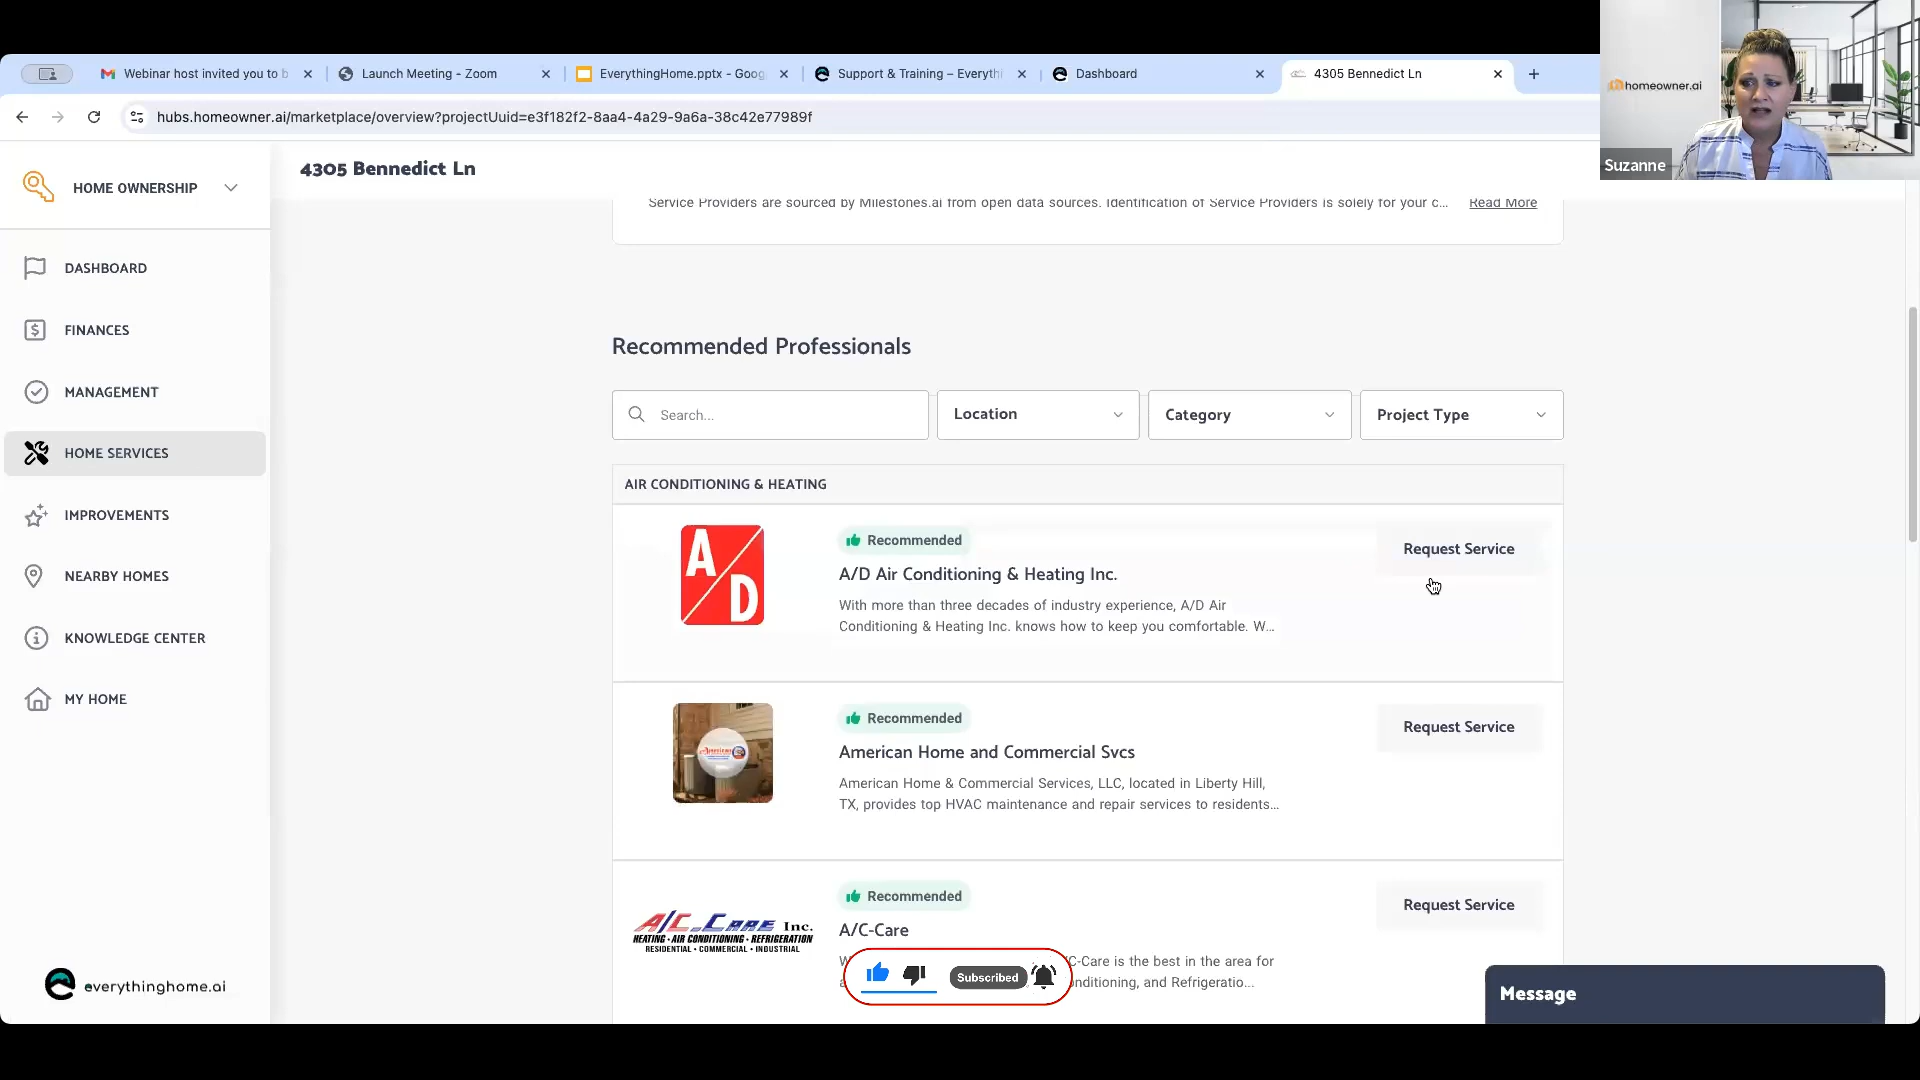 Webinar host invited you to b
Launch Meeting - Zoom
EverythingHome.pptx - Goog
Support & Training – Everythi
Dashboard
4305 Bennedict Ln
hubs.homeowner.ai/marketplace/overview?projectUuid=e3f182f2-8aa4-4a29-9a6a-38c42e77989f
homeowner.ai
Suzanne
HOME OWNERSHIP
4305 Bennedict Ln
Service Providers are sourced by Milestones.ai from open data sources. Identification of Service Providers is solely for your c... Read More
DASHBOARD
FINANCES
MANAGEMENT
HOME SERVICES
IMPROVEMENTS
NEARBY HOMES
KNOWLEDGE CENTER
MY HOME
everythinghome.ai
Recommended Professionals
Search...
Location
Category
Project Type
AIR CONDITIONING & HEATING
A/D
Recommended
A/D Air Conditioning & Heating Inc.
With more than three decades of industry experience, A/D Air
Conditioning & Heating Inc. knows how to keep you comfortable. W...
Request Service
American
Recommended
American Home and Commercial Svcs
American Home & Commercial Services, LLC, located in Liberty Hill,
TX, provides top HVAC maintenance and repair services to residents...
Request Service
A/C-Care Inc.
HEATING • AIR CONDITIONING • REFRIGERATION
RESIDENTIAL • COMMERCIAL • INDUSTRIAL
Recommended
A/C-Care
C-Care is the best in the area for
onditioning, and Refrigeratio...
Request Service
Subscribed
Message